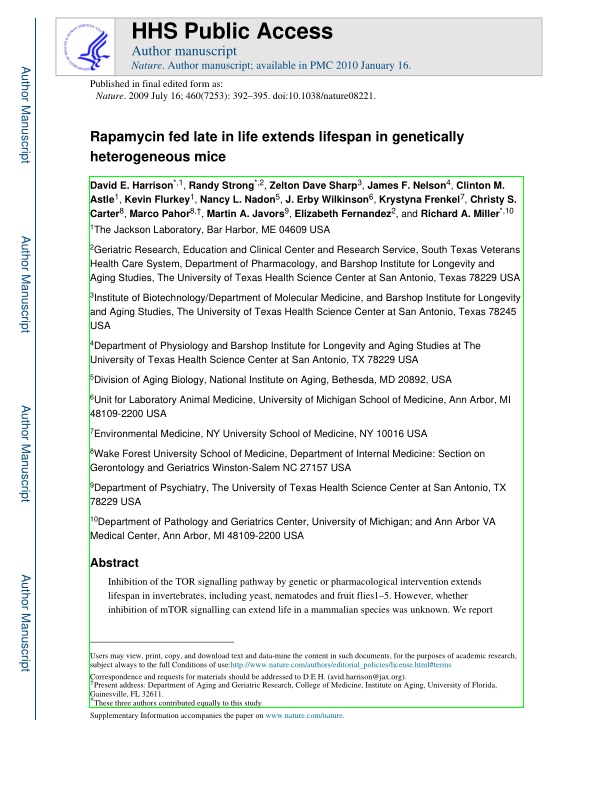 HHS Public Access
Author manuscript
Nature. Author manuscript; available in PMC 2010 January 16.
Published in final edited form as:
Nature. 2009 July 16; 460(7253): 392–395. doi:10.1038/nature08221.
Rapamycin fed late in life extends lifespan in genetically
heterogeneous mice
David E. Harrison*,1, Randy Strong*,2, Zelton Dave Sharp3, James F. Nelson4, Clinton M.
Astle1, Kevin Flurkey1, Nancy L. Nadon5, J. Erby Wilkinson6, Krystyna Frenkel7, Christy S.
Carter8, Marco Pahor8,†, Martin A. Javors9, Elizabeth Fernandez2, and Richard A. Miller*,10
1The Jackson Laboratory, Bar Harbor, ME 04609 USA
2Geriatric Research, Education and Clinical Center and Research Service, South Texas Veterans
Health Care System, Department of Pharmacology, and Barshop Institute for Longevity and
Aging Studies, The University of Texas Health Science Center at San Antonio, Texas 78229 USA
3Institute of Biotechnology/Department of Molecular Medicine, and Barshop Institute for Longevity
and Aging Studies, The University of Texas Health Science Center at San Antonio, Texas 78245
USA
4Department of Physiology and Barshop Institute for Longevity and Aging Studies at The
University of Texas Health Science Center at San Antonio, TX 78229 USA
5Division of Aging Biology, National Institute on Aging, Bethesda, MD 20892, USA
6Unit for Laboratory Animal Medicine, University of Michigan School of Medicine, Ann Arbor, MI
48109-2200 USA
7Environmental Medicine, NY University School of Medicine, NY 10016 USA
8Wake Forest University School of Medicine, Department of Internal Medicine: Section on
Gerontology and Geriatrics Winston-Salem NC 27157 USA
9Department of Psychiatry, The University of Texas Health Science Center at San Antonio, TX
78229 USA
10Department of Pathology and Geriatrics Center, University of Michigan; and Ann Arbor VA
Medical Center, Ann Arbor, MI 48109-2200 USA
Abstract
Inhibition of the TOR signalling pathway by genetic or pharmacological intervention extends
lifespan in invertebrates, including yeast, nematodes and fruit flies1–5. However, whether
inhibition of mTOR signalling can extend life in a mammalian species was unknown. We report
Users may view, print, copy, and download text and data-mine the content in such documents, for the purposes of academic research,
subject always to the full Conditions of use:http://www.nature.com/authors/editorial_policies/license.html#terms
Correspondence and requests for materials should be addressed to D.E H. (avid.harrison@jax.org).
†Present address: Department of Aging and Geriatric Research, College of Medicine, Institute on Aging, University of Florida,
Gainesville, FL 32611.
*These three authors contributed equally to this study.
Supplementary Information accompanies the paper on www.nature.com/nature.
Author Manuscript
Author Manuscript
Author Manuscript
Author Manuscript